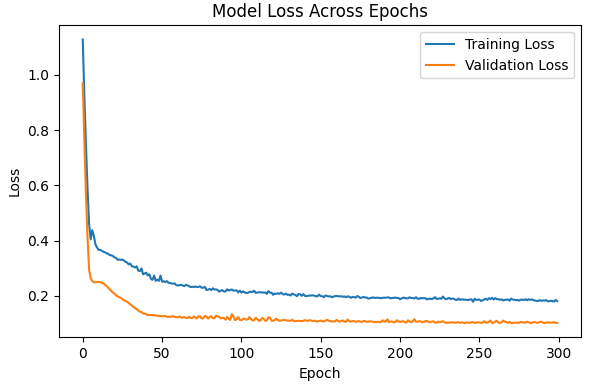 Model Loss Across Epochs
Training Loss
Validation Loss
1.0
0.8
0.6
0.4
0.2
Loss
0 50 100 150 200 250 300
Epoch